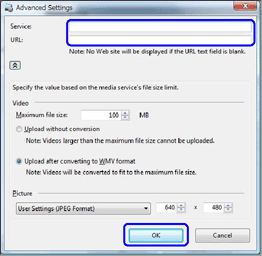 Advanced Settings
Service:
URL:
Note: No Web site will be displayed if the URL text field is blank.
Specify the value based on the media service's file size limit.
Video
Maximum file size: 100 MB
Upload without conversion
Note: Videos larger than the maximum file size cannot be uploaded.
Upload after converting to WMV format
Note: Videos will be converted to fit to the maximum file size.
Picture
User Settings (JPEG Format) 640 x 480
OK Cancel